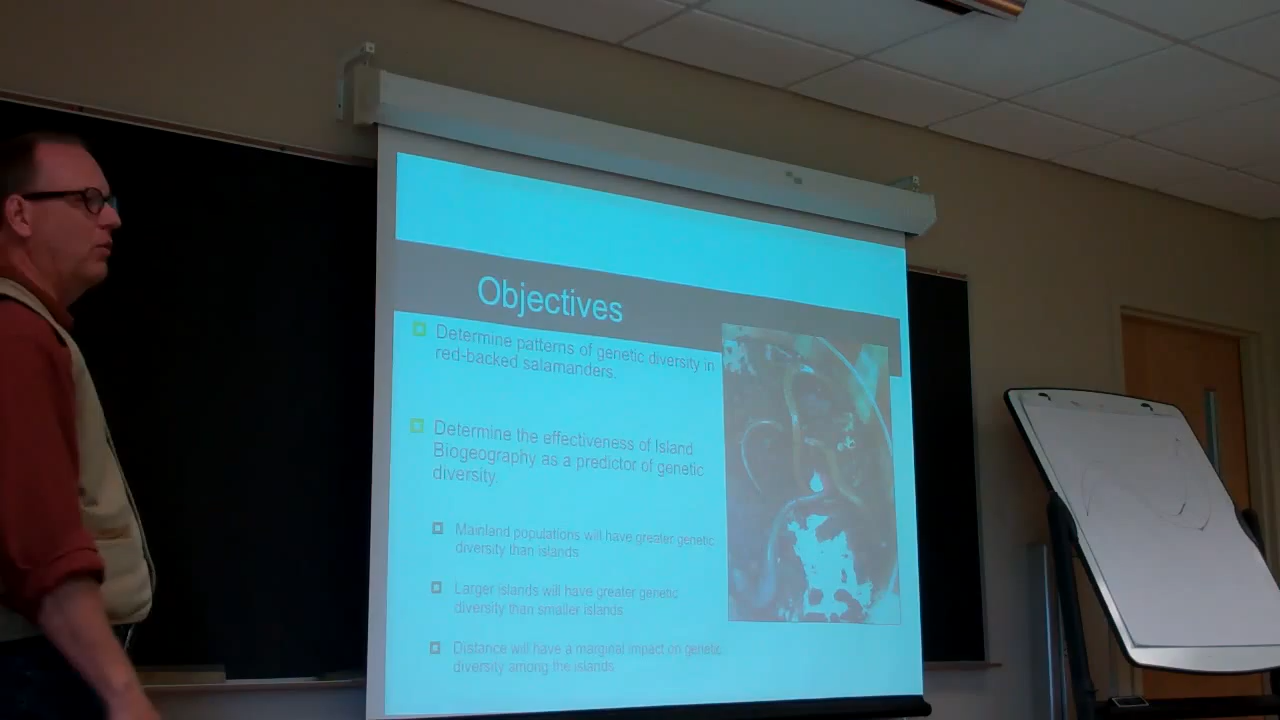 Objectives
Determine patterns of genetic diversity in
red-backed salamanders.
Determine the effectiveness of Island
Biogeography as a predictor of genetic
diversity.
Mainland populations will have greater genetic
diversity than islands
Larger islands will have greater genetic
diversity than smaller islands
Distance will have a marginal impact on genetic
diversity among the islands